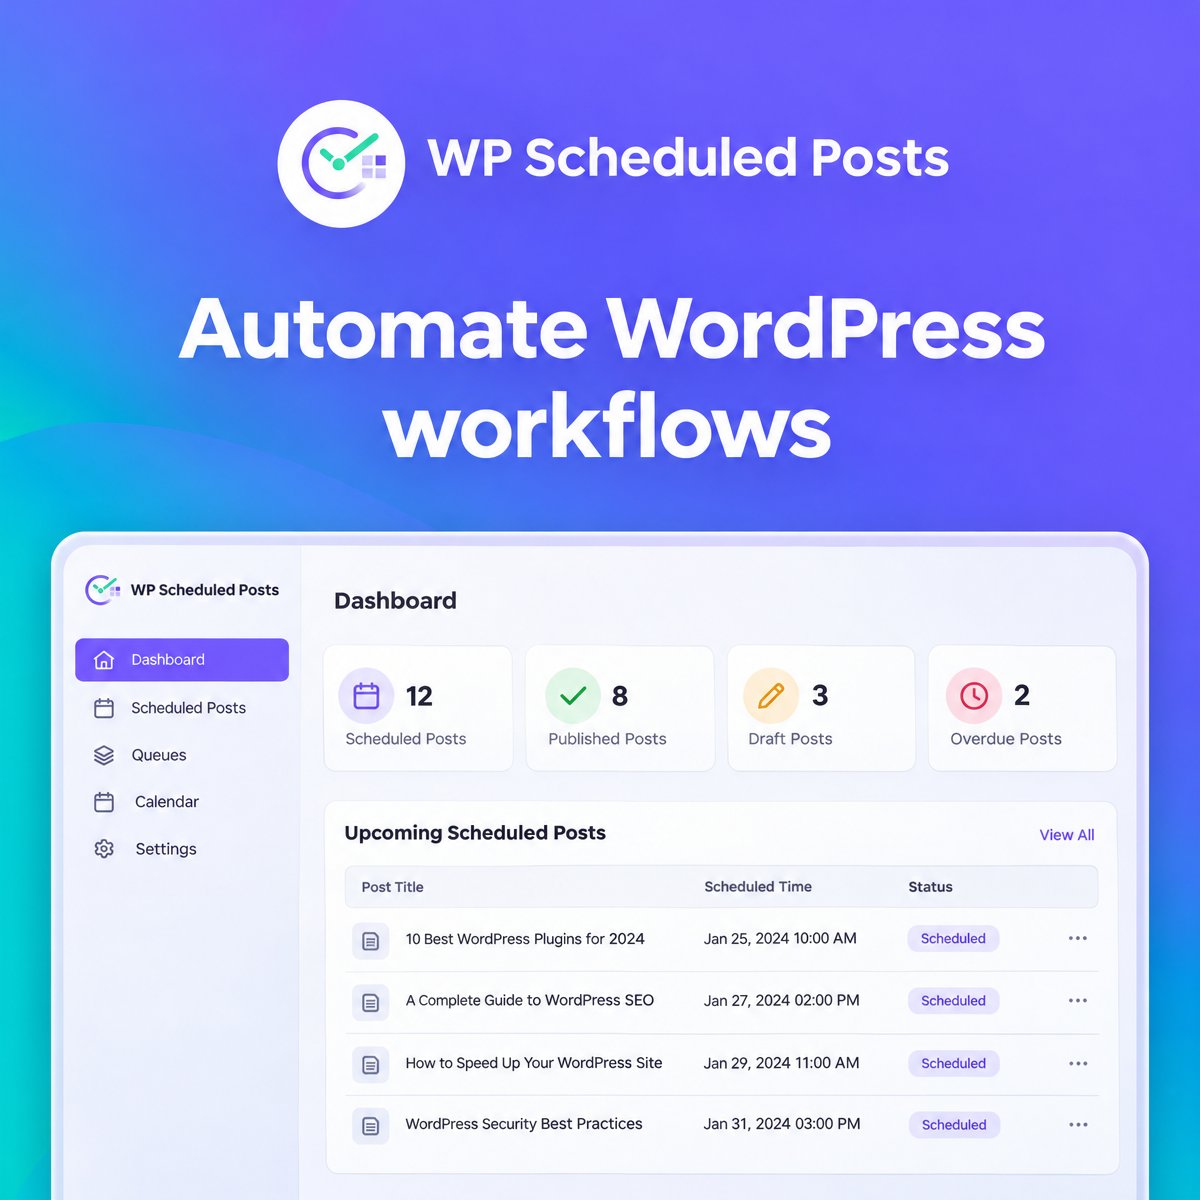 WP Scheduled Posts
Automate WordPress
workflows
WP Scheduled Posts
Dashboard
Scheduled Posts
Queues
Calendar
Settings
Dashboard
12
Scheduled Posts
8
Published Posts
3
Draft Posts
2
Overdue Posts
Upcoming Scheduled Posts
View All
Post Title Scheduled Time Status
10 Best WordPress Plugins for 2024 Jan 25, 2024 10:00 AM Scheduled
A Complete Guide to WordPress SEO Jan 27, 2024 02:00 PM Scheduled
How to Speed Up Your WordPress Site Jan 29, 2024 11:00 AM Scheduled
WordPress Security Best Practices Jan 31, 2024 03:00 PM Scheduled